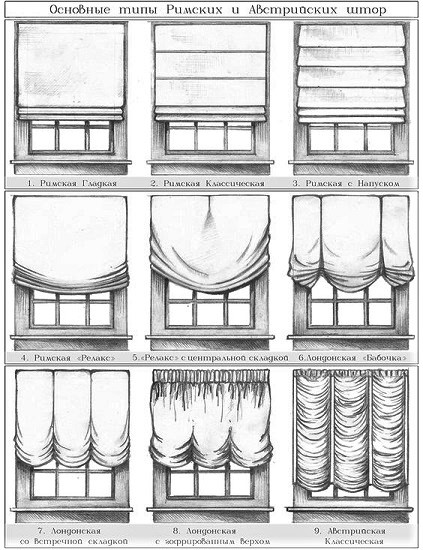 Основные типы Римских и Австрийских штор
1. Римская Гладкая
2. Римская Классическая
3. Римская с Напуском
4. Римская «Релакс»
5.«Релакс» с центральной складкой
6.Лондонская «Бабочка»
7. Лондонская
со встречной складкой
8. Лондонская
с гофрированным верхом
9. Австрийская
Классическая